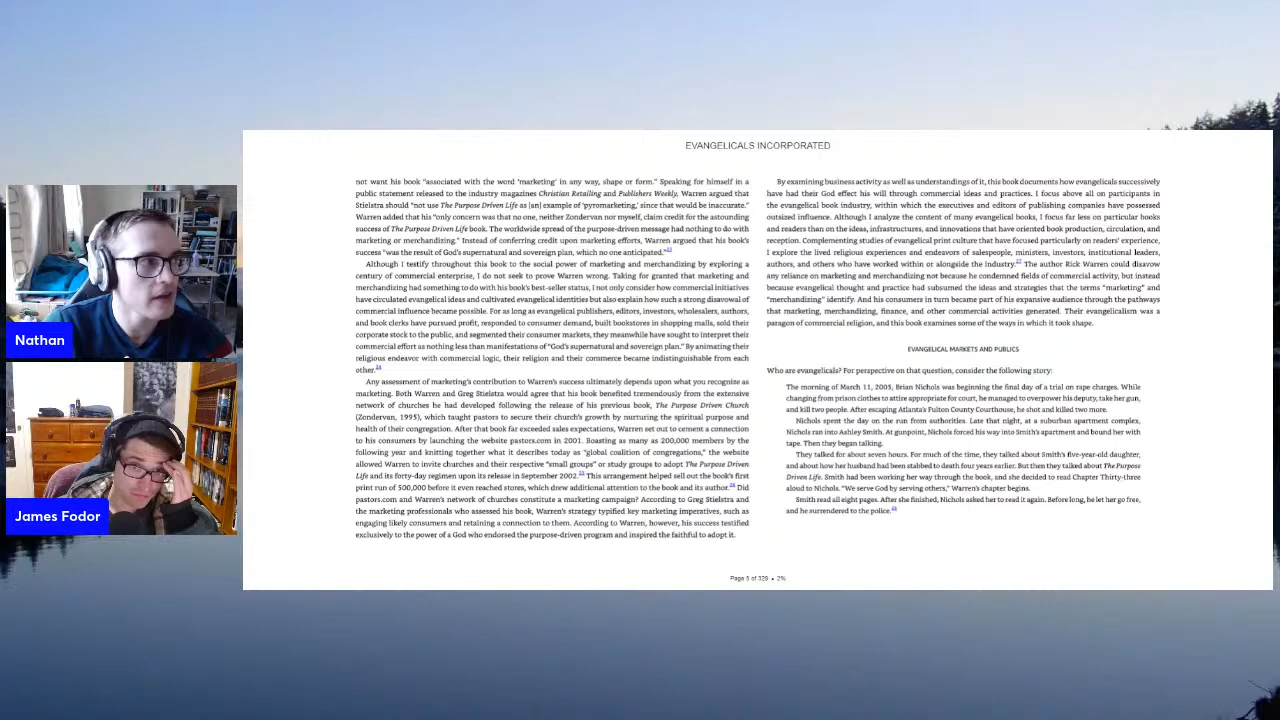 EVANGELICALS INCORPORATED
not want his book “associated with the word ‘marketing’ in any way, shape or form.” Speaking for himself in a
public statement released to the industry magazines Christian Retailing and Publishers Weekly, Warren argued that
Stielstra should “not use The Purpose Driven Life as [an] example of ‘pyromarketing,’ since that would be inaccurate.”
Warren added that his “only concern was that no one, neither Zondervan nor myself, claim credit for the astounding
success of The Purpose Driven Life book. The worldwide spread of the purpose-driven message had nothing to do with
marketing or merchandizing.” Instead of conferring credit upon marketing efforts, Warren argued that his book’s
success “was the result of God’s supernatural and sovereign plan, which no one anticipated.”
Although I testify throughout this book to the social power of marketing and merchandizing by exploring a
century of commercial enterprise, I do not seek to prove Warren wrong. Taking for granted that marketing and
merchandizing had something to do with his book’s best-seller status, I not only consider how commercial initiatives
have circulated evangelical ideas and cultivated evangelical identities but also explain how such a strong disavowal of
commercial influence became possible. For as long as evangelical publishers, editors, investors, wholesalers, authors,
and book clerks have pursued profit, responded to consumer demand, built bookstores in shopping malls, sold their
corporate stock to the public, and segmented their consumer markets, they meanwhile have sought to interpret their
commercial effort as nothing less than manifestations of “God’s supernatural and sovereign plan.” By animating their
religious endeavor with commercial logic, their religion and their commerce became indistinguishable from each
other.24
Any assessment of marketing’s contribution to Warren’s success ultimately depends upon what you recognize as
marketing. Both Warren and Greg Stielstra would agree that his book benefited tremendously from the extensive
network of churches he had developed following the release of his previous book, The Purpose Driven Church
(Zondervan, 1995), which taught pastors to secure their church’s growth by nurturing the spiritual purpose and
health of their congregation. After that book far exceeded sales expectations, Warren set out to cement a connection
to his consumers by launching the website pastors.com in 2001. Boasting as many as 200,000 members by the
following year and knitting together what it describes today as “global coalition of congregations,” the website
allowed Warren to invite churches and their respective “small groups” or study groups to adopt The Purpose Driven
Life and its forty-day regimen upon its release in September 2002.25 This arrangement helped sell out the book’s first
print run of 500,000 before it even reached stores, which drew additional attention to the book and its author.26 Did
pastors.com and Warren’s network of churches constitute a marketing campaign? According to Greg Stielstra and
the marketing professionals who assessed his book, Warren’s strategy typified key marketing imperatives, such as
engaging likely consumers and retaining a connection to them. According to Warren, however, his success testified
exclusively to the power of a God who endorsed the purpose-driven program and inspired the faithful to adopt it.
By examining business activity as well as understandings of it, this book documents how evangelicals successively
have had their God effect his will through commercial ideas and practices. I focus above all on participants in
the evangelical book industry, within which the executives and editors of publishing companies have possessed
outsized influence. Although I analyze the content of many evangelical books, I focus far less on particular books
and readers than on the ideas, infrastructures, and innovations that have oriented book production, circulation, and
reception. Complementing studies of evangelical print culture that have focused particularly on readers’ experience,
I explore the lived religious experiences and endeavors of salespeople, ministers, investors, institutional leaders,
authors, and others who have worked within or alongside the industry.27 The author Rick Warren could disavow
any reliance on marketing and merchandizing not because he condemned fields of commercial activity, but instead
because evangelical thought and practice had subsumed the ideas and strategies that the terms “marketing” and
“merchandizing” identify. And his consumers in turn became part of his expansive audience through the pathways
that marketing, merchandizing, finance, and other commercial activities generated. Their evangelicalism was a
paragon of commercial religion, and this book examines some of the ways in which it took shape.
EVANGELICAL MARKETS AND PUBLICS
Who are evangelicals? For perspective on that question, consider the following story:
The morning of March 11, 2005, Brian Nichols was beginning the final day of a trial on rape charges. While
changing from prison clothes to attire appropriate for court, he managed to overpower his deputy, take her gun,
and kill two people. After escaping Atlanta’s Fulton County Courthouse, he shot and killed two more.
Nichols spent the day on the run from authorities. Late that night, at a suburban apartment complex,
Nichols ran into Ashley Smith. At gunpoint, Nichols forced his way into Smith’s apartment and bound her with
tape. Then they began talking.
They talked for about seven hours. For much of the time, they talked about Smith’s five-year-old daughter,
and about how her husband had been stabbed to death four years earlier. But then they talked about The Purpose
Driven Life. Smith had been working her way through the book, and she decided to read Chapter Thirty-three
aloud to Nichols. “We serve God by serving others,” Warren’s chapter begins.
Smith read all eight pages. After she finished, Nichols asked her to read it again. Before long, he let her go free,
and he surrendered to the police.
Page 5 of 329 • 2%
Nathan
James Fodor